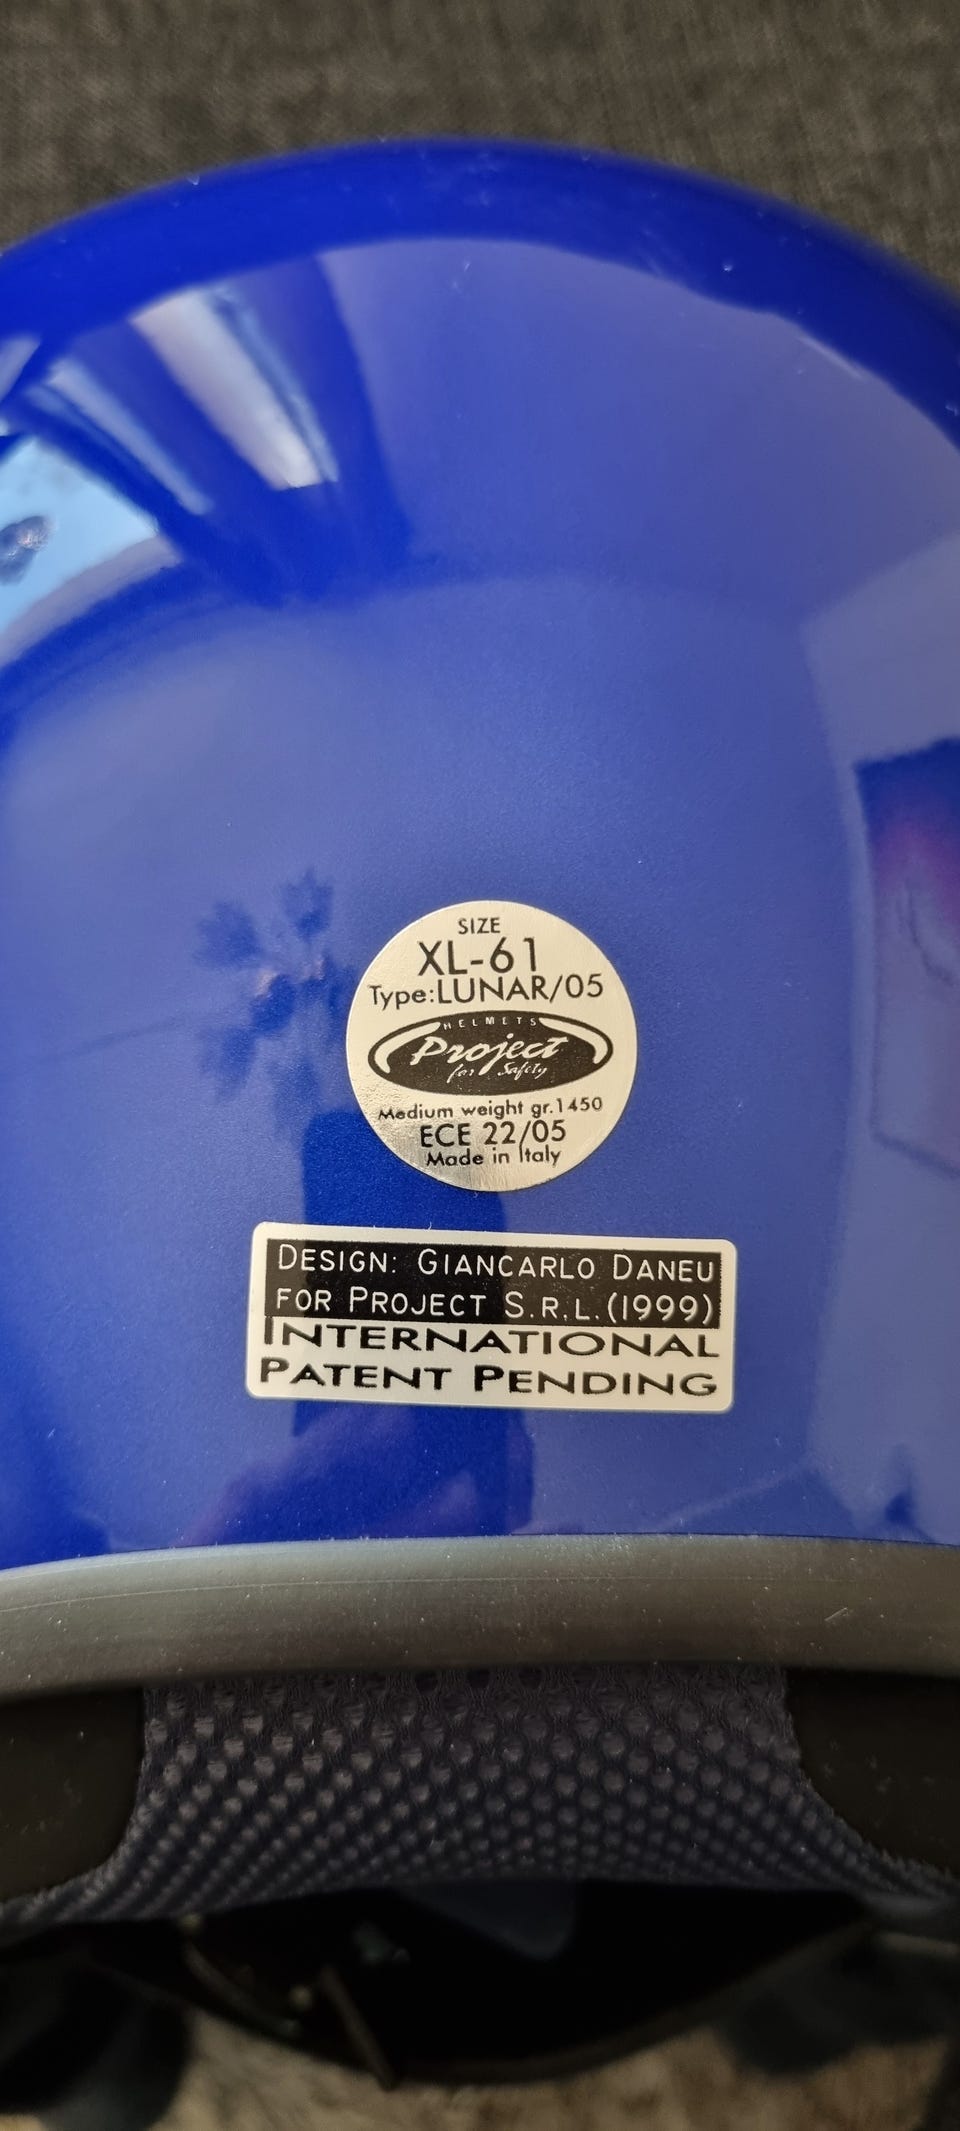 SIZE
XL-61
Type:LUNAR/05
HELMETS
Project
for Safety
Medium weight gr.1450
ECE 22/05
Made in Italy
DESIGN: GIANCARLO DANEU
FOR PROJECT S.R.L.(1999)
INTERNATIONAL
PATENT PENDING